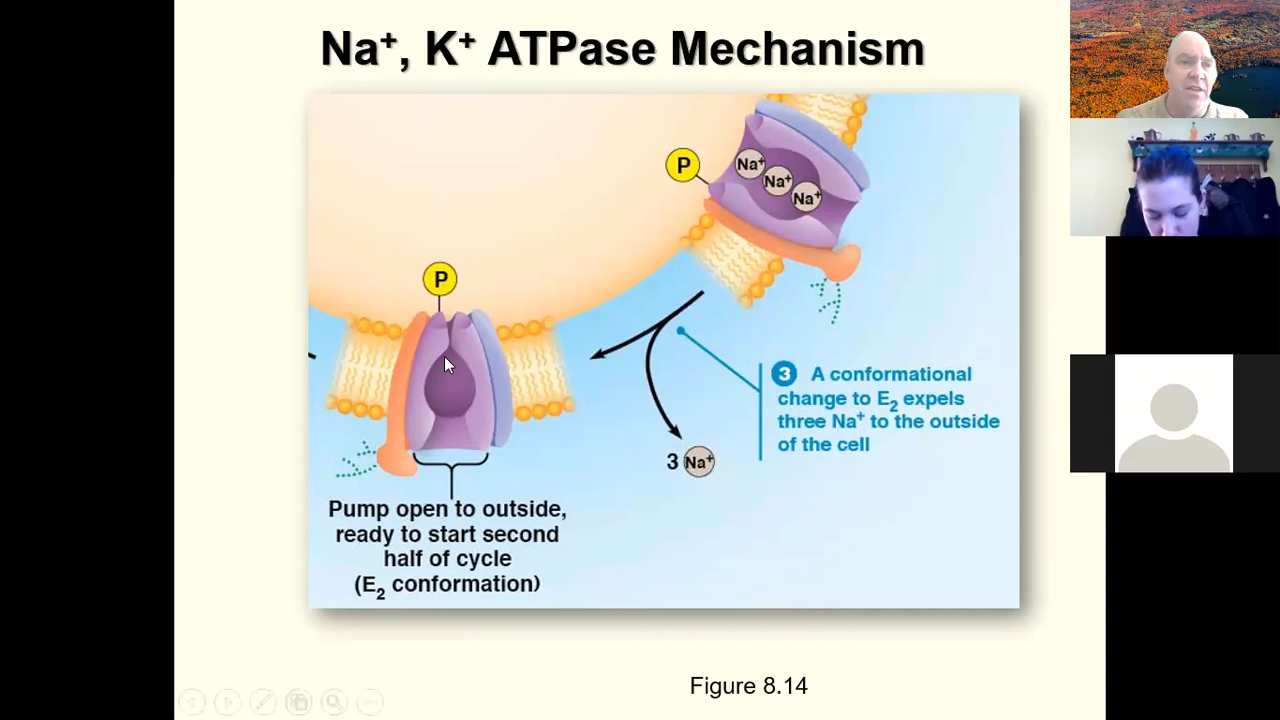 Na⁺, K⁺ ATPase Mechanism
P
Na⁺
Na⁺
Na⁺
P
3 A conformational
change to E₂ expels
three Na⁺ to the outside
of the cell
3 Na⁺
Pump open to outside,
ready to start second
half of cycle
(E₂ conformation)
Figure 8.14